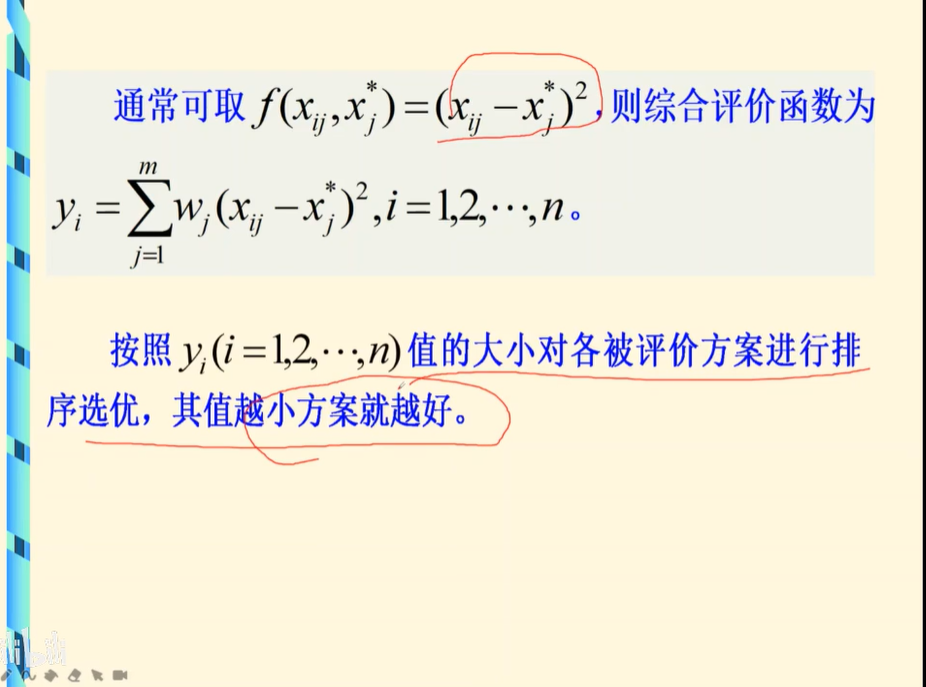 通常可取 f(x_{ij}, x_j^*) = (x_{ij} − x_j^*)^2，则综合评价函数为
y_i = \sum_{j=1}^{m} w_j (x_{ij} − x_j^*)^2, i = 1,2,⋯,n。
按照 y_i (i = 1,2,⋯,n) 值的大小对各被评价方案进行排
序选优，其值越小方案就越好。